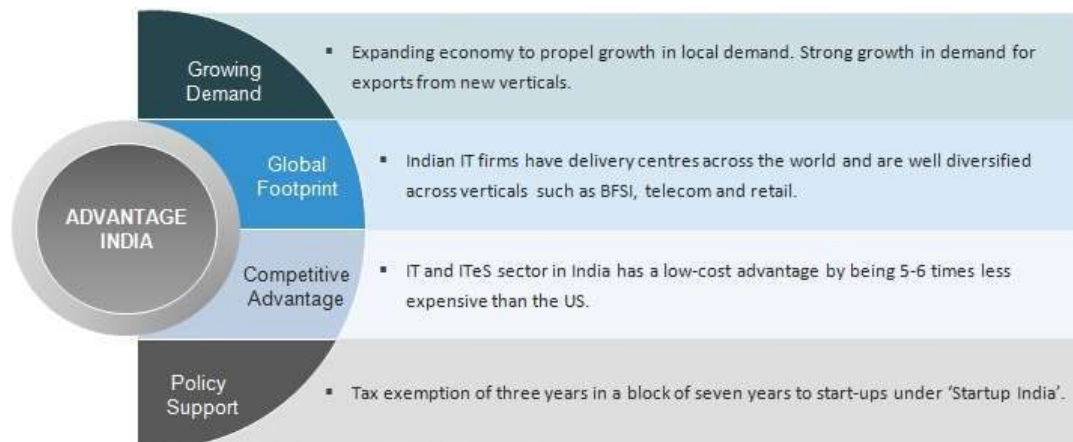 ADVANTAGE
INDIA
Growing
Demand
▪ Expanding economy to propel growth in local demand. Strong growth in demand for
exports from new verticals.
Global
Footprint
▪ Indian IT firms have delivery centres across the world and are well diversified
across verticals such as BFSI, telecom and retail.
Competitive
Advantage
▪ IT and ITeS sector in India has a low-cost advantage by being 5-6 times less
expensive than the US.
Policy
Support
▪ Tax exemption of three years in a block of seven years to start-ups under ‘Startup India’.